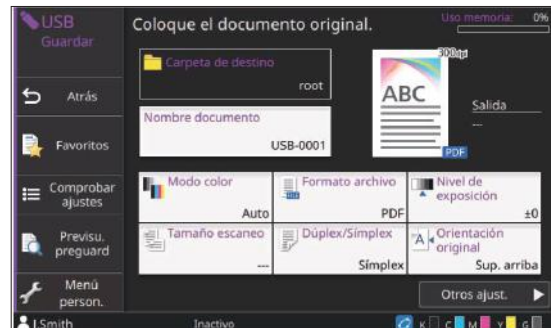 USB
Guardar
Coloque el documento original.
Uso memoria: 0%
Carpeta de destino
root
300dpi
ABC
PDF
Salida
---
Atrás
Nombre documento
USB-0001
Favoritos
Modo color
Auto
Formato archivo
PDF
Nivel de
exposición
±0
Comprobar
ajustes
Tamaño escaneo
---
Dúplex/Símplex
Símplex
A
Orientación
original
Sup. arriba
Previsu.
preguard
Menú
person.
Otros ajust.
J.Smith
Inactivo
K C M Y G